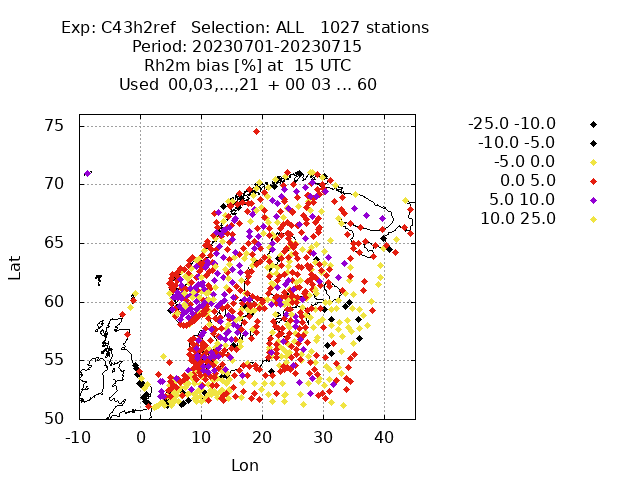 Exp: C43h2ref   Selection: ALL   1027 stations
Period: 20230701-20230715
Rh2m bias [%] at  15 UTC
Used  00,03,...,21  + 00 03 ... 60
-25.0 -10.0
-10.0 -5.0
-5.0 0.0
0.0 5.0
5.0 10.0
10.0 25.0
75
70
65
60
55
50
Lat
-10 0 10 20 30 40
Lon